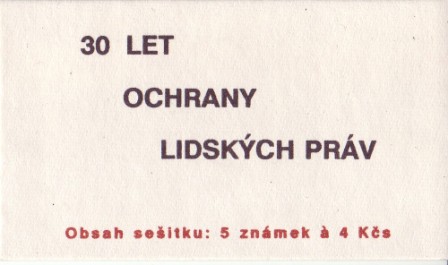 30 LET
OCHRANY
LIDSKÝCH PRÁV
Obsah sešitku: 5 známek à 4 Kčs